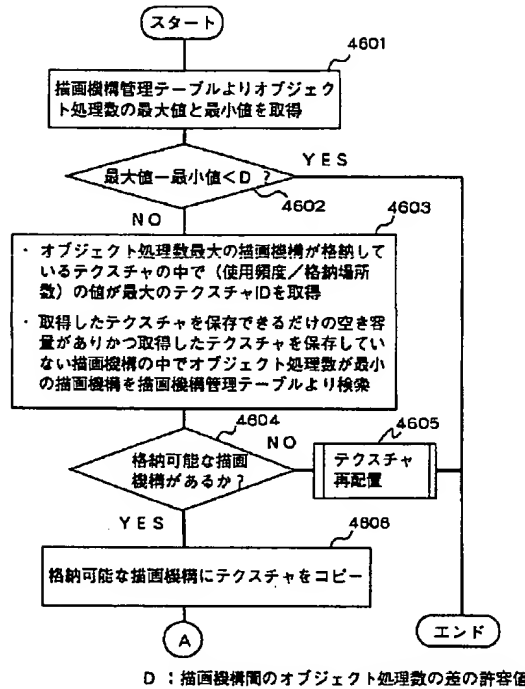 スタート
4601
描画機構管理テーブルよりオブジェク
ト処理数の最大値と最小値を取得
最大値ー最小値<D ?
YES
4602
NO
4603
・ オブジェクト処理数最大の描画機構が格納して
いるテクスチャの中で(使用頻度/格納場所
数)の値が最大のテクスチャIDを取得
・ 取得したテクスチャを保存できるだけの空き容
量がありかつ取得したテクスチャを保存してい
ない描画機構の中でオブジェクト処理数が最小
の描画機構を描画機構管理テーブルより検索
4604
NO
4605
格納可能な描画
機構があるか?
テクスチャ
再配置
YES
4606
格納可能な描画機構にテクスチャをコピー
A
エンド
D :描画機構間のオブジェクト処理数の差の許容値